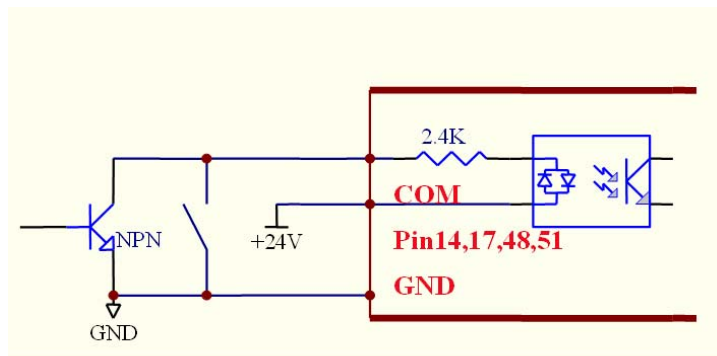 2.4K
COM
NPN
+24V
Pin14,17,48,51
GND
GND